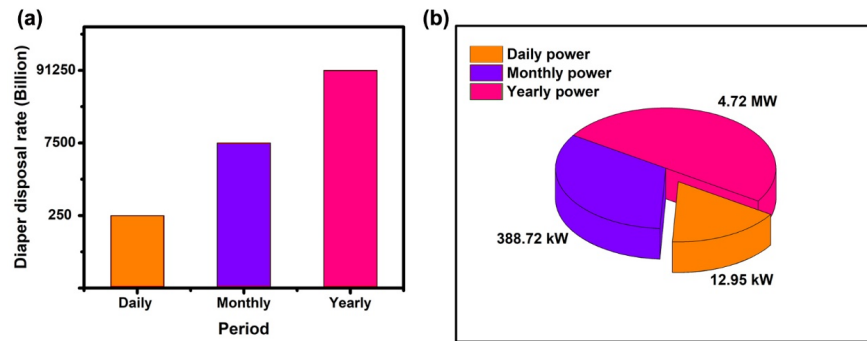 (a)
Diaper disposal rate (Billion)
91250
7500
250
Daily
Monthly
Yearly
Period
(b)
Daily power
Monthly power
Yearly power
4.72 MW
388.72 kW
12.95 kW